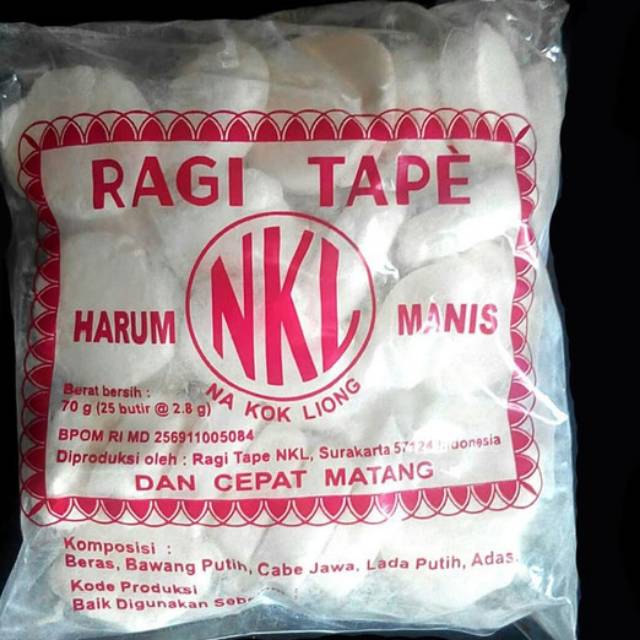 RAGI TAPE
NKL
HARUM MANIS
NA KOK LIONG
Berat bersih :
70 g (25 butir @ 2.8 g)
BPOM RI MD 256911005084
Diproduksi oleh : Ragi Tape NKL, Surakarta 57124 Indonesia
DAN CEPAT MATANG
Komposisi :
Beras, Bawang Putih, Cabe Jawa, Lada Putih, Adas.
Kode Produksi
Baik Digunakan